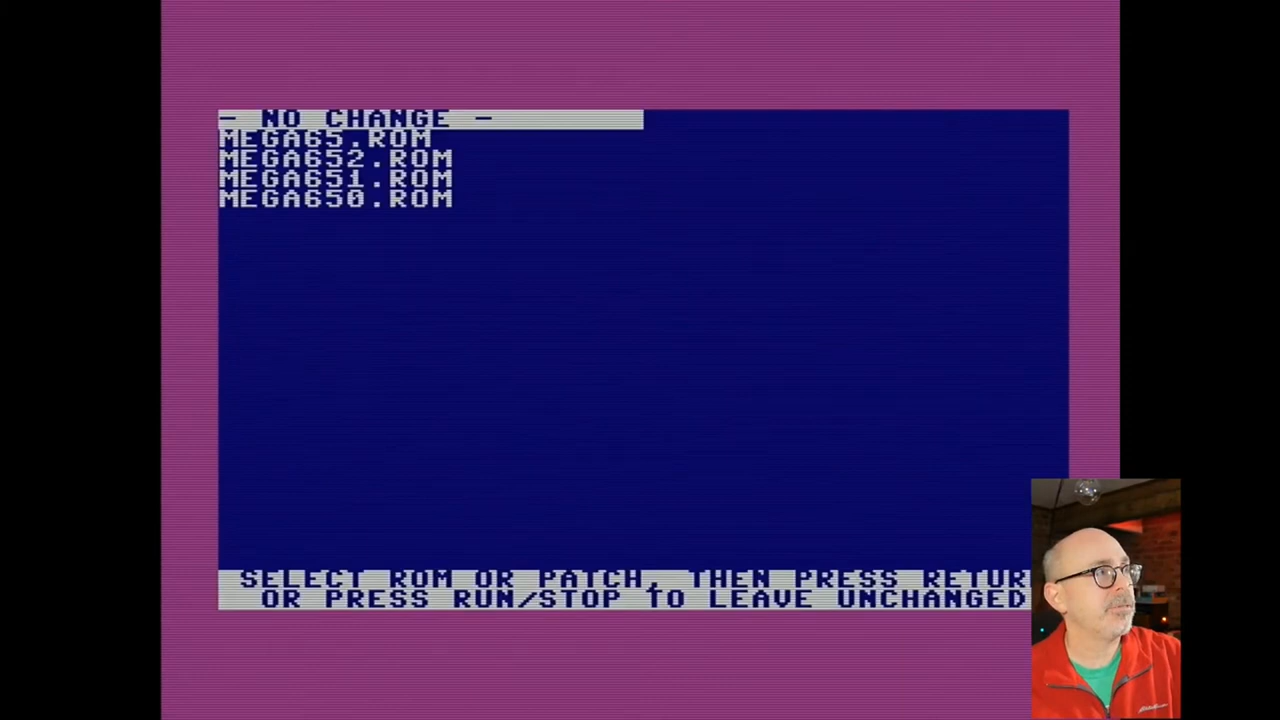 - NO CHANGE -
MEGA65.ROM
MEGA652.ROM
MEGA651.ROM
MEGA650.ROM
SELECT ROM OR PATCH, THEN PRESS RETUR
OR PRESS RUN/STOP to LEAVE UNCHANGED